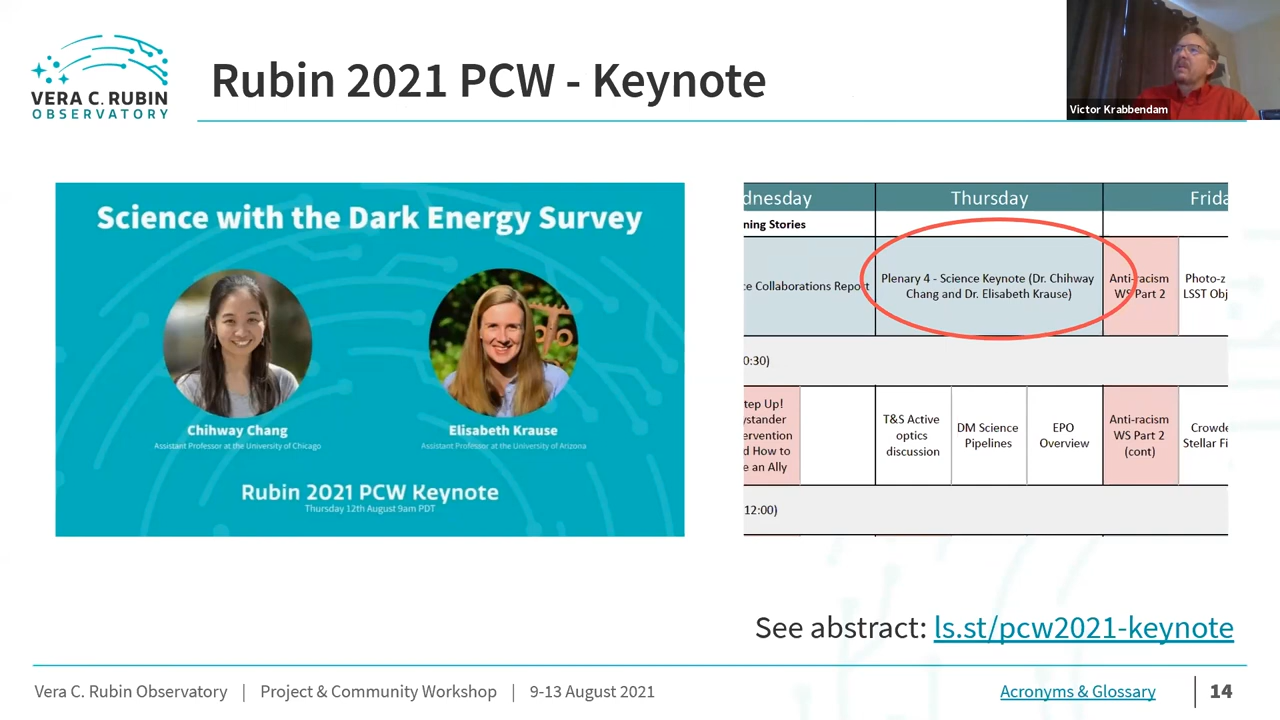 VERA C. RUBIN
OBSERVATORY
Rubin 2021 PCW - Keynote
Victor Krabbendam
Science with the Dark Energy Survey
Chihway Chang
Assistant Professor at the University of Chicago
Elisabeth Krause
Assistant Professor at the University of Arizona
Rubin 2021 PCW Keynote
Thursday 12th August 9am PDT
dnesday
Thursday
Frida
ning Stories
ce Collaborations Report
Plenary 4 - Science Keynote (Dr. Chihway
Chang and Dr. Elisabeth Krause)
Anti-racism
WS Part 2
Photo-z
LSST Obj
0:30)
tep Up!
ystander
ervention
d How to
e an Ally
T&S Active
optics
discussion
DM Science
Pipelines
EPO
Overview
Anti-racism
WS Part 2
(cont)
Crowde
Stellar Fi
12:00)
See abstract: ls.st/pcw2021-keynote
Vera C. Rubin Observatory | Project & Community Workshop | 9-13 August 2021
Acronyms & Glossary
14